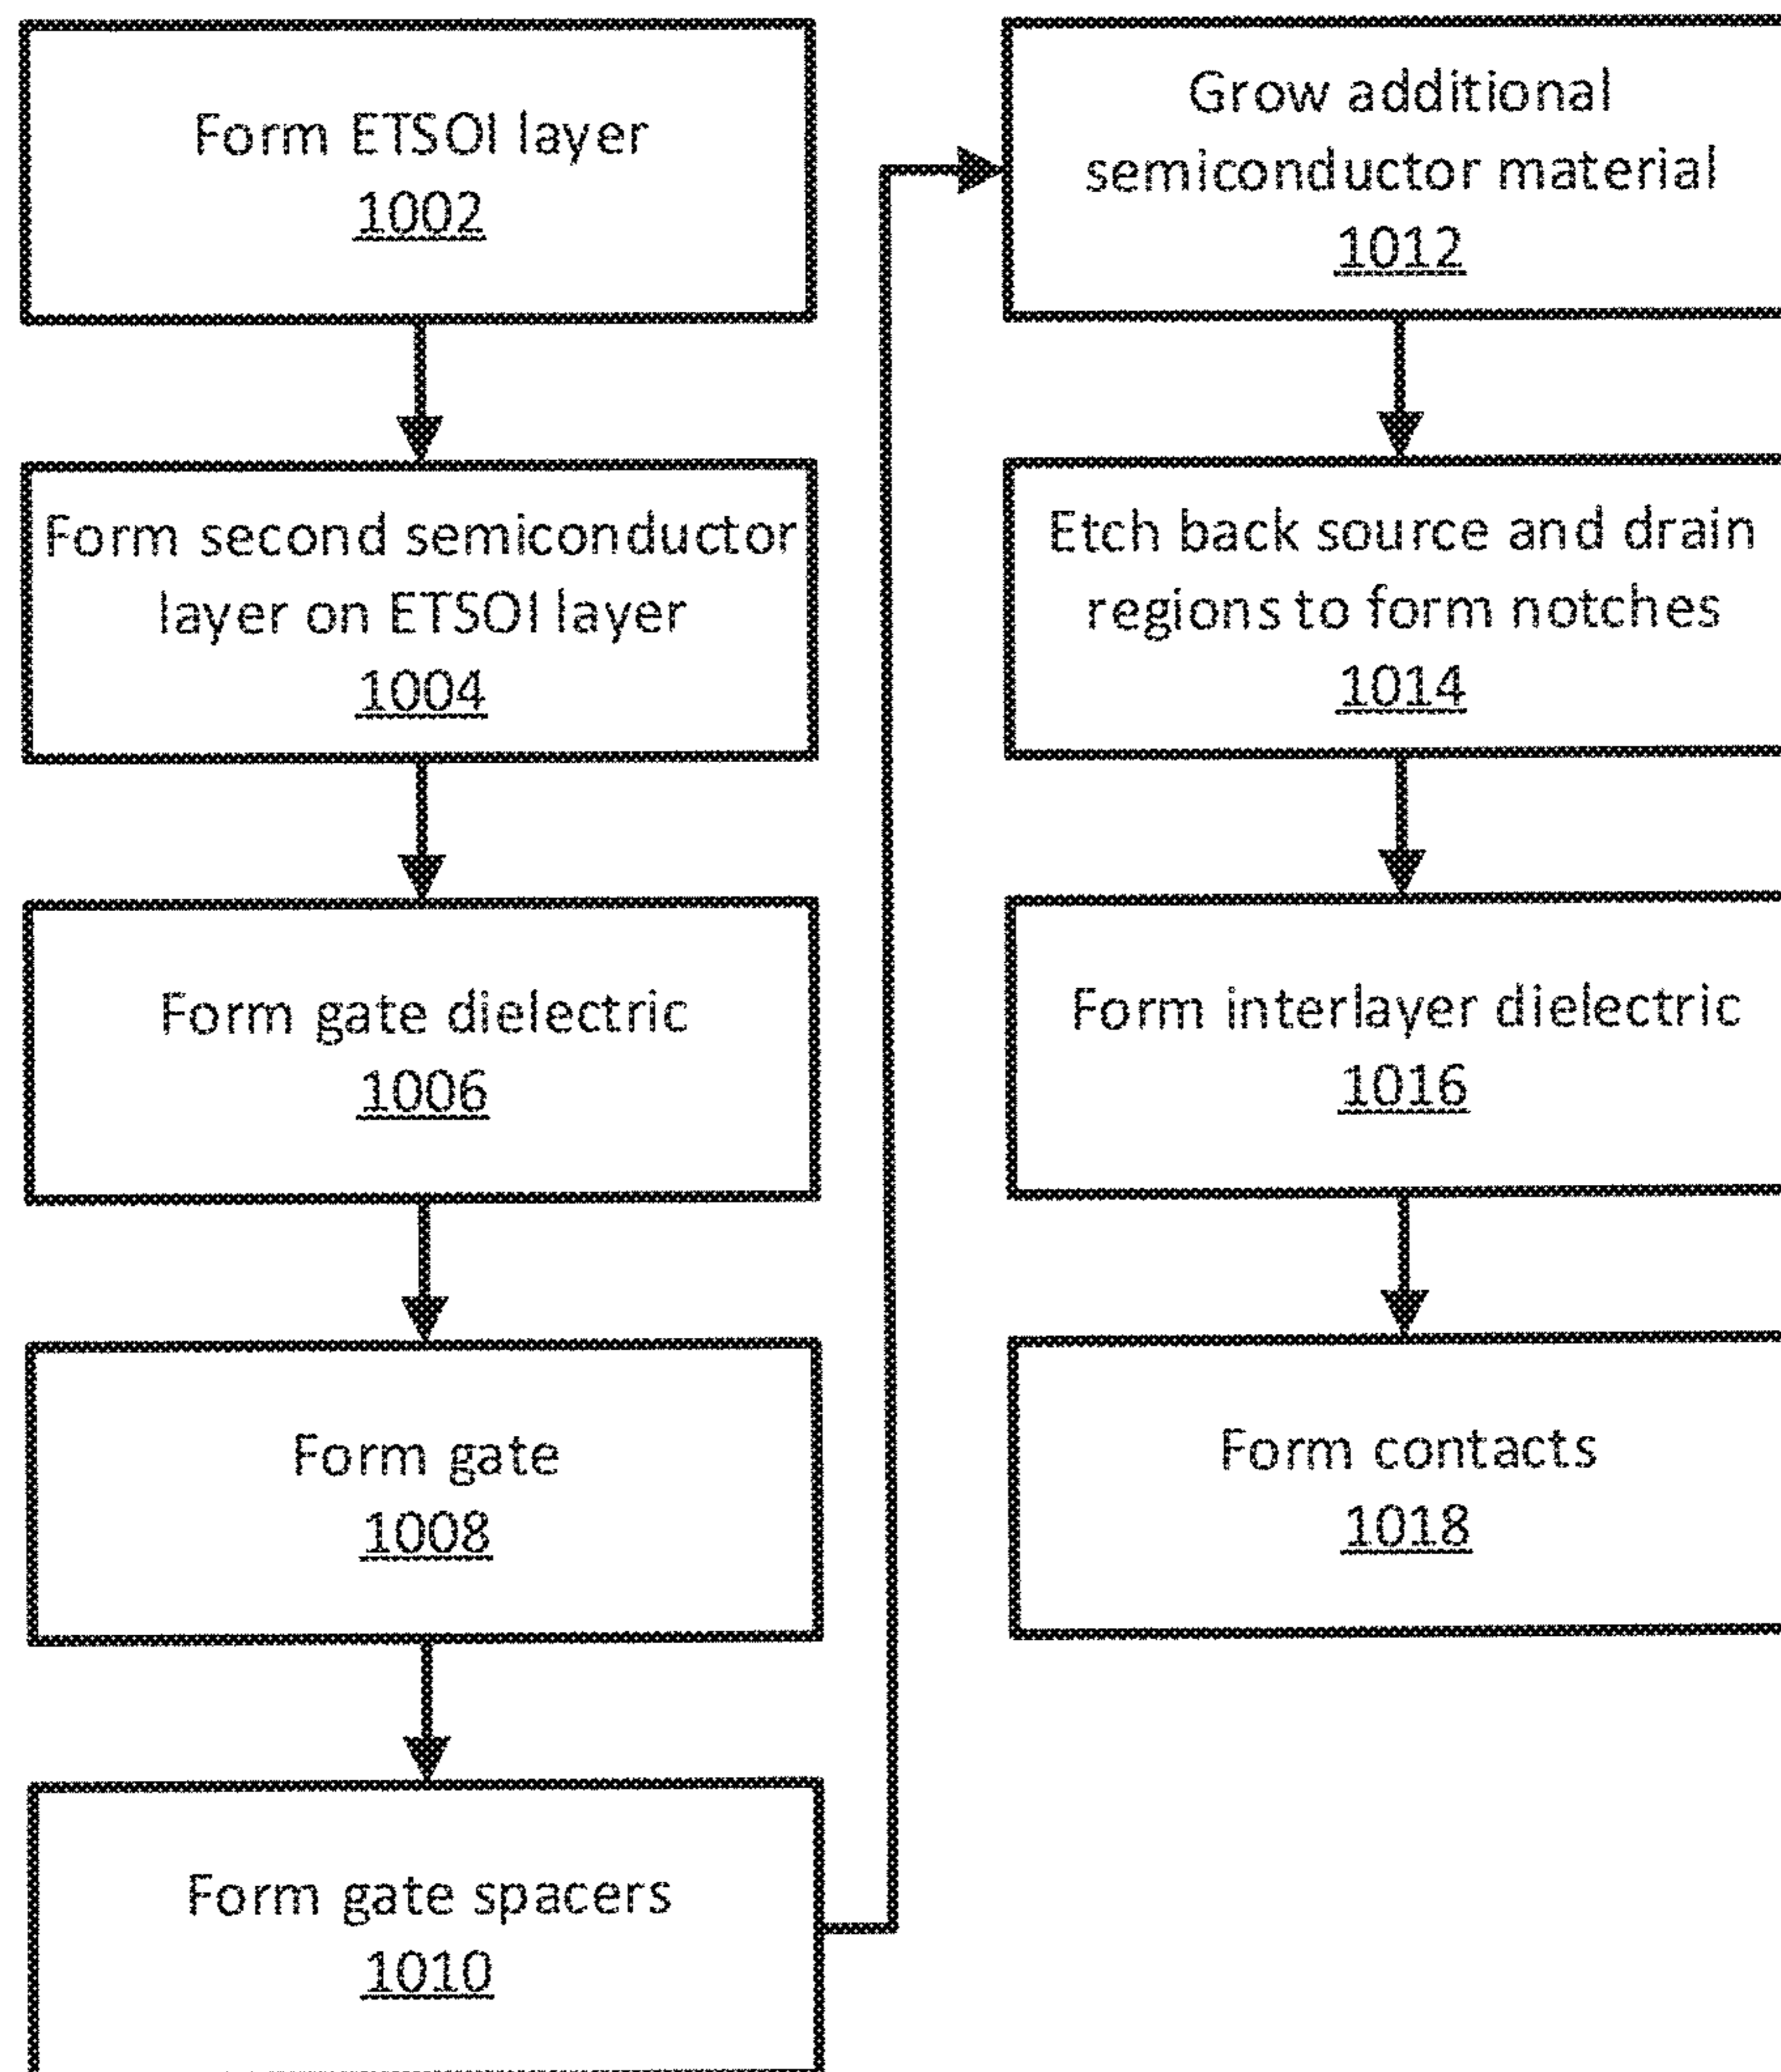 Form ETSOI layer
1002
Form second semiconductor
layer on ETSOI layer
1004
Form gate dielectric
1006
Form gate
1008
Form gate spacers
1010
Grow additional
semiconductor material
1012
Etch back source and drain
regions to form notches
1014
Form interlayer dielectric
1016
Form contacts
1018